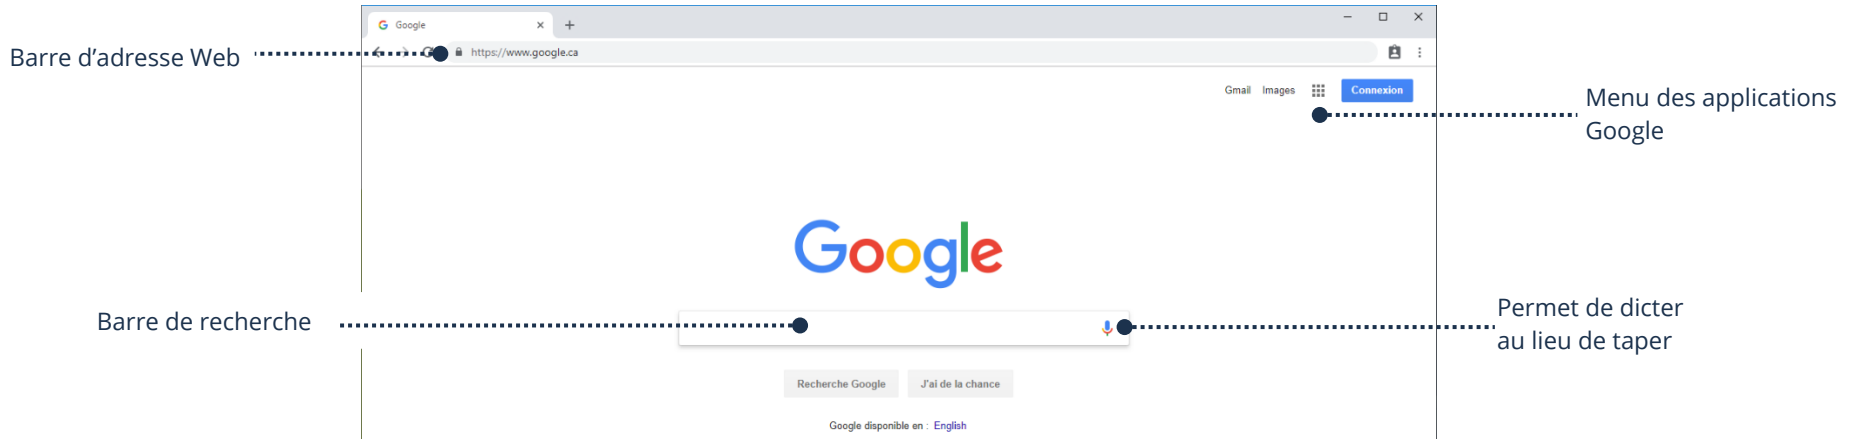 Google
https://www.google.ca
Barre d’adresse Web
Gmail Images Connexion
Menu des applications
Google
Google
Barre de recherche
Permet de dicter
au lieu de taper
Recherche Google J'ai de la chance
Google disponible en : English